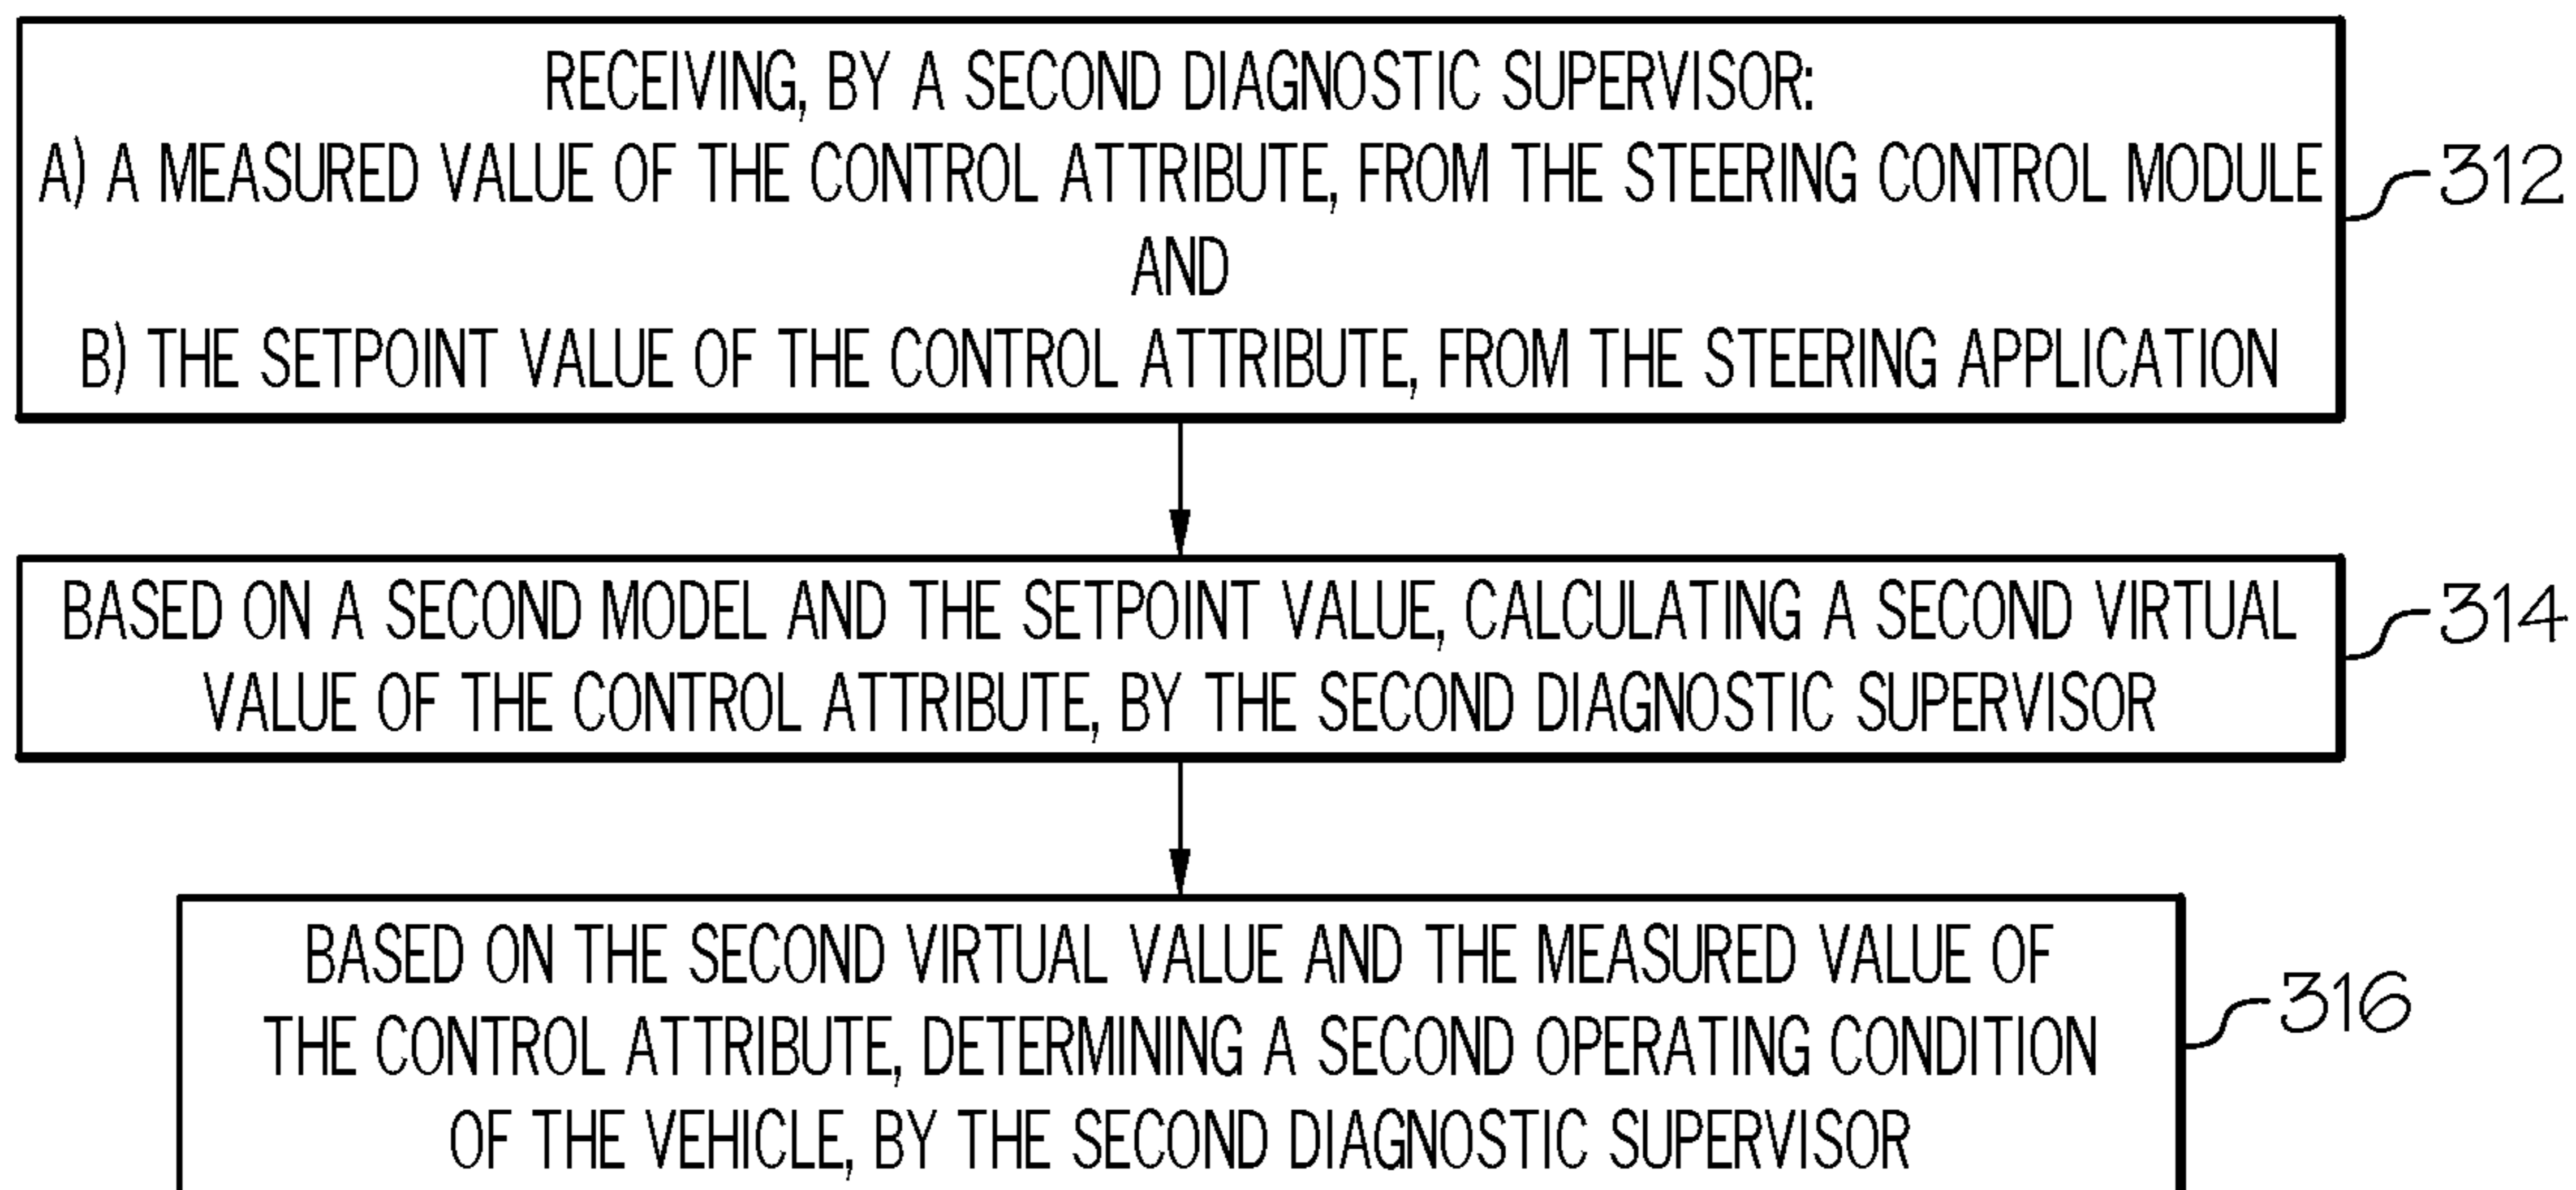 RECEIVING, BY A SECOND DIAGNOSTIC SUPERVISOR:
A) A MEASURED VALUE OF THE CONTROL ATTRIBUTE, FROM THE STEERING CONTROL MODULE
312
AND
B) THE SETPOINT VALUE OF THE CONTROL ATTRIBUTE, FROM THE STEERING APPLICATION
BASED ON A SECOND MODEL AND THE SETPOINT VALUE, CALCULATING A SECOND VIRTUAL
314
VALUE OF THE CONTROL ATTRIBUTE, BY THE SECOND DIAGNOSTIC SUPERVISOR
BASED ON THE SECOND VIRTUAL VALUE AND THE MEASURED VALUE OF
316
THE CONTROL ATTRIBUTE, DETERMINING A SECOND OPERATING CONDITION
OF THE VEHICLE, BY THE SECOND DIAGNOSTIC SUPERVISOR